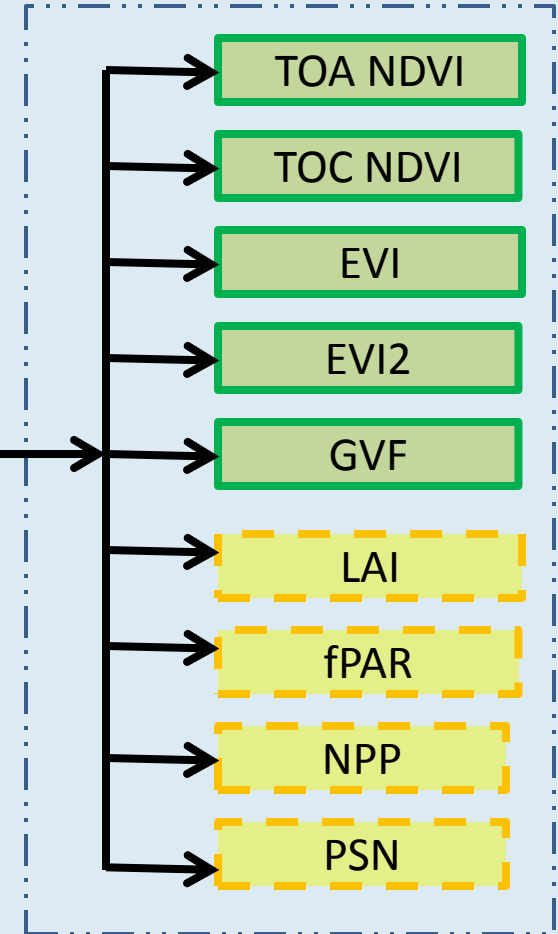 TOA NDVI
TOC NDVI
EVI
EVI2
GVF
LAI
fPAR
NPP
PSN